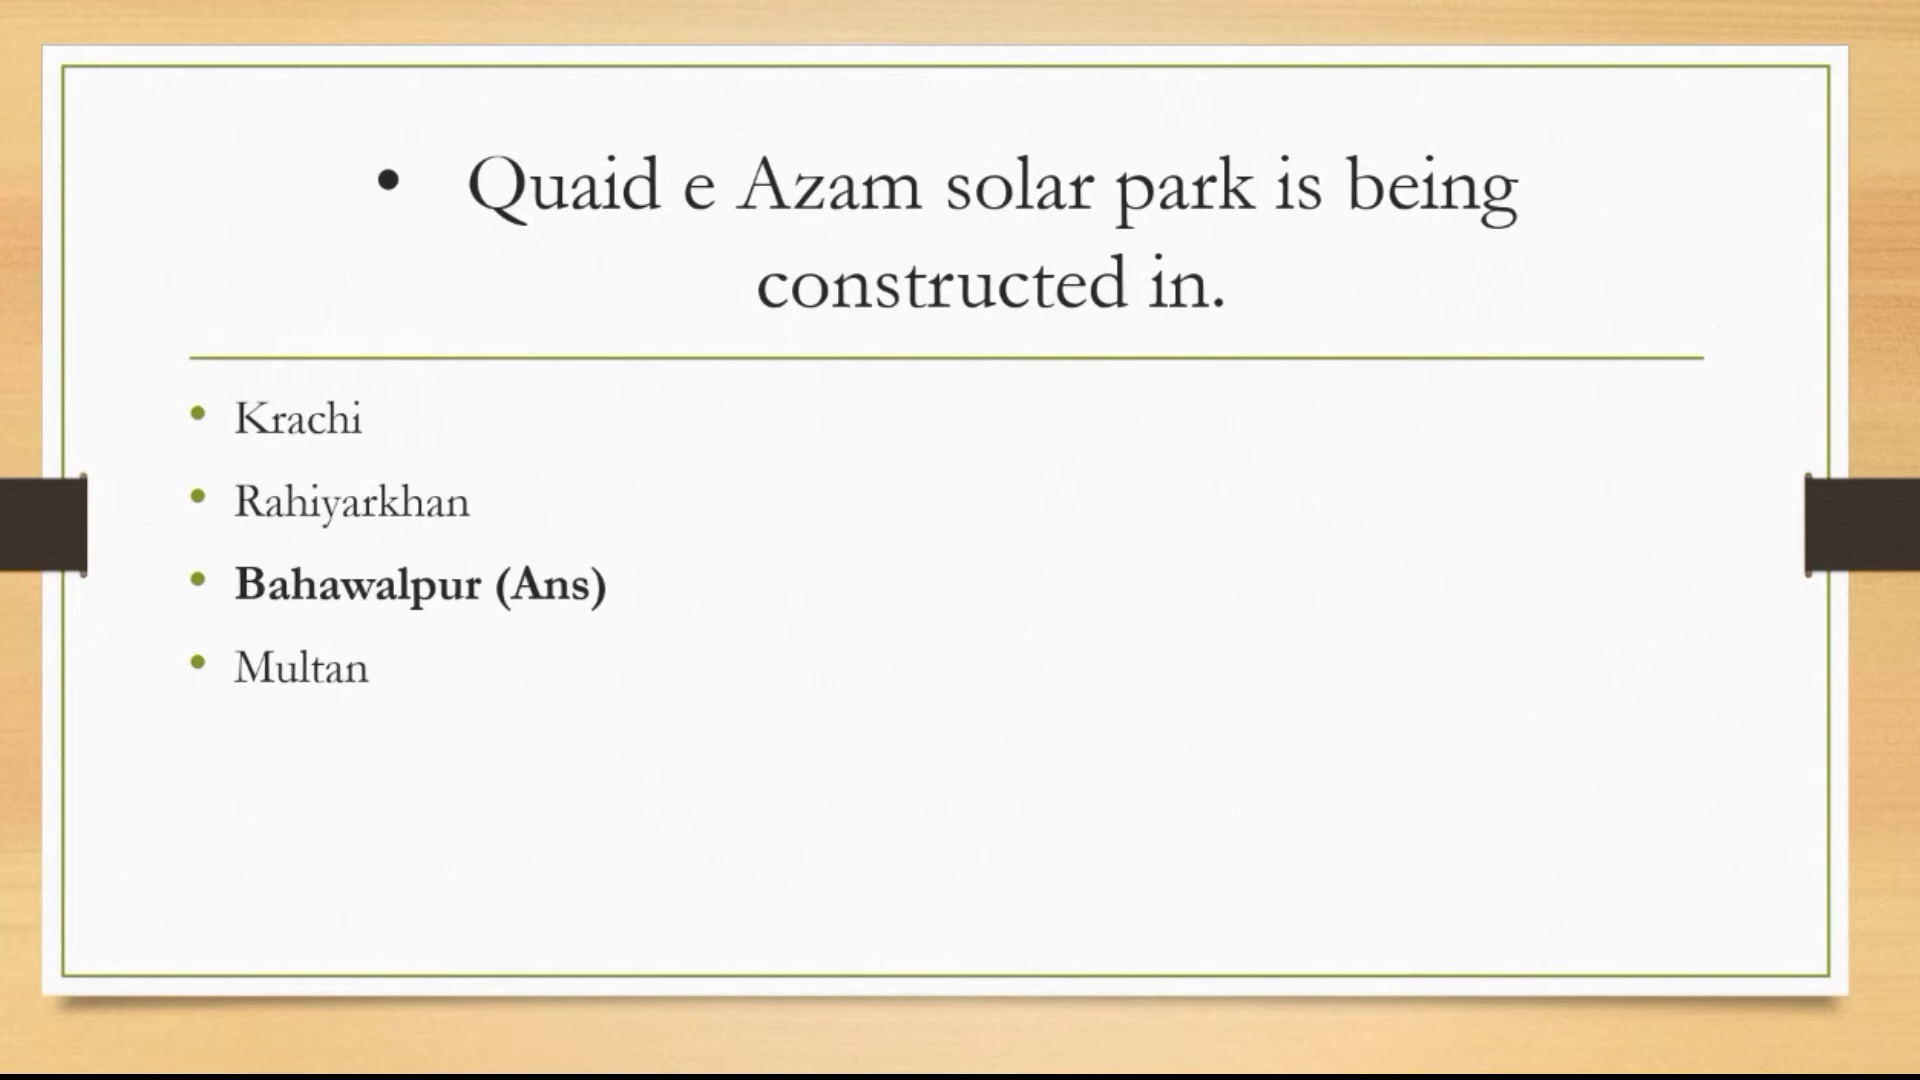 • Quaid e Azam solar park is being
constructed in.
• Krachi
• Rahiyarkhan
• Bahawalpur (Ans)
• Multan